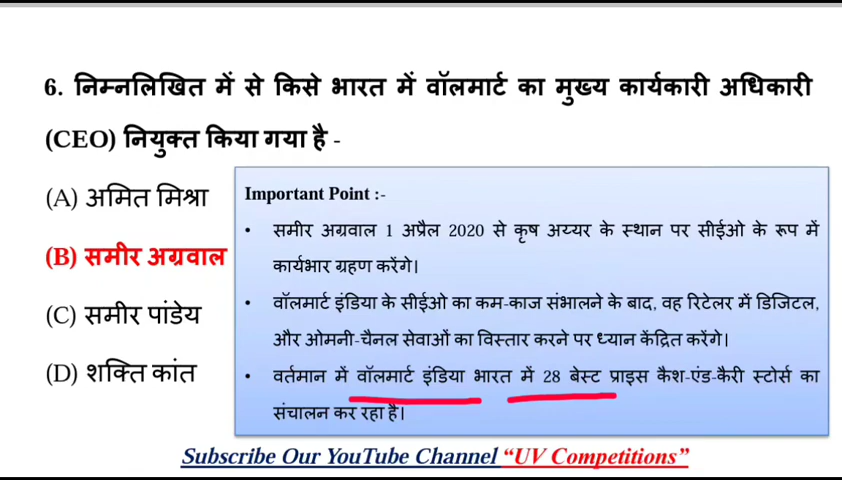 6. निम्नलिखित में से किसे भारत में वॉलमार्ट का मुख्य कार्यकारी अधिकारी
(CEO) नियुक्त किया गया है -
(A) अमित मिश्रा
(B) समीर अग्रवाल
(C) समीर पांडेय
(D) शक्ति कांत
Important Point :-
• समीर अग्रवाल 1 अप्रैल 2020 से कृष अय्यर के स्थान पर सीईओ के रूप में
कार्यभार ग्रहण करेंगे।
• वॉलमार्ट इंडिया के सीईओ का कम-काज संभालने के बाद, वह रिटेलर में डिजिटल,
और ओमनी-चैनल सेवाओं का विस्तार करने पर ध्यान केंद्रित करेंगे।
• वर्तमान में वॉलमार्ट इंडिया भारत में 28 बेस्ट प्राइस कैश-एंड-कैरी स्टोर्स का
संचालन कर रहा है।
Subscribe Our YouTube Channel “UV Competitions”